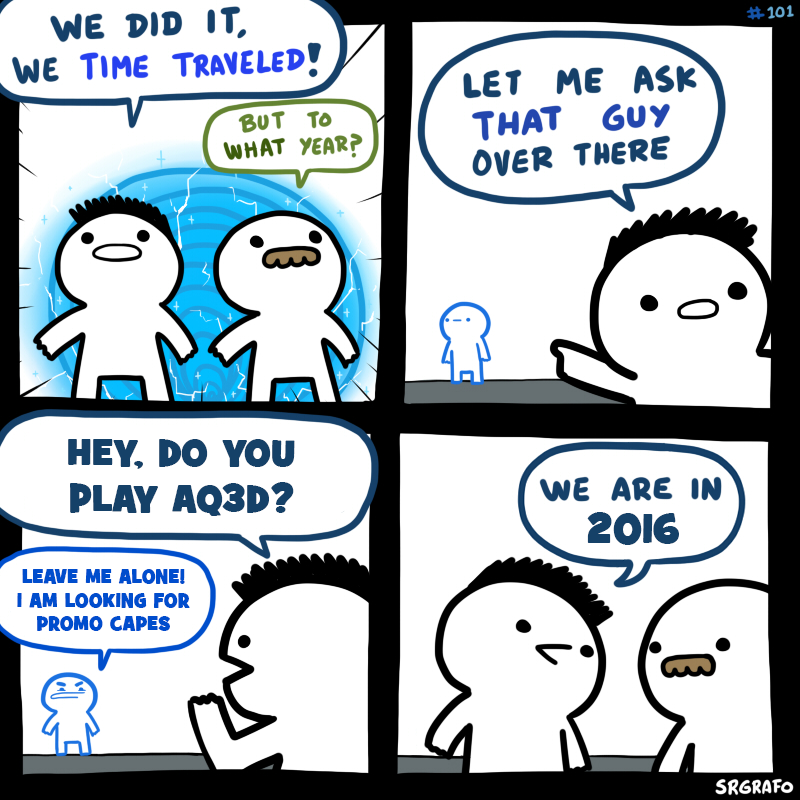 #101
WE DID IT,
WE TIME TRAVELED!
BUT TO
WHAT YEAR?
LET ME ASK
THAT GUY
OVER THERE
HEY, DO YOU
PLAY AQ3D?
LEAVE ME ALONE!
I AM LOOKING FOR
PROMO CAPES
WE ARE IN
2016
SRGRAFO